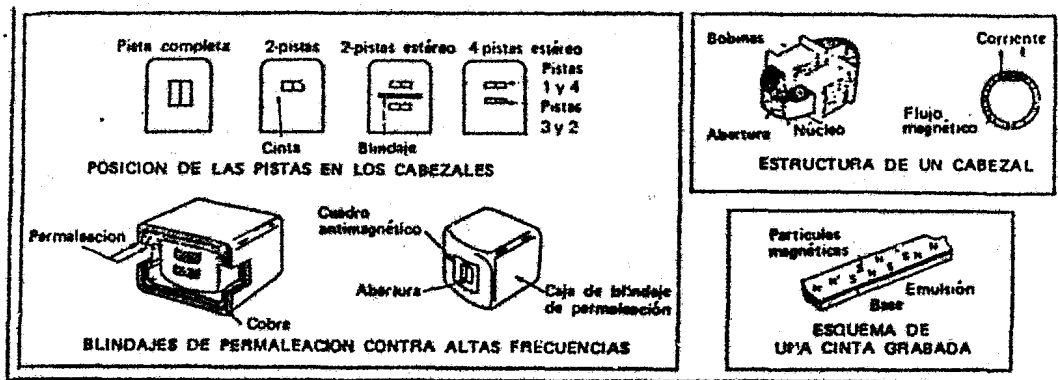 Pista completa
2-pistas
2-pistas estéreo
4 pistas estéreo
Pistas
1 y 4
Pistas
3 y 2
Cinta
Blindaje
POSICION DE LAS PISTAS EN LOS CABEZALES
Permaleacion
Cobre
Cuadro
antimagnético
Abertura
Caja de blindaje
de permaleación
BLINDAJES DE PERMALEACION CONTRA ALTAS FRECUENCIAS
Bobinas
Abertura
Núcleo
Corriente
Flujo
magnético
ESTRUCTURA DE UN CABEZAL
Partículas
magnéticas
N N S S N S S N S N
Emulsión
Base
ESQUEMA DE
UNA CINTA GRABADA